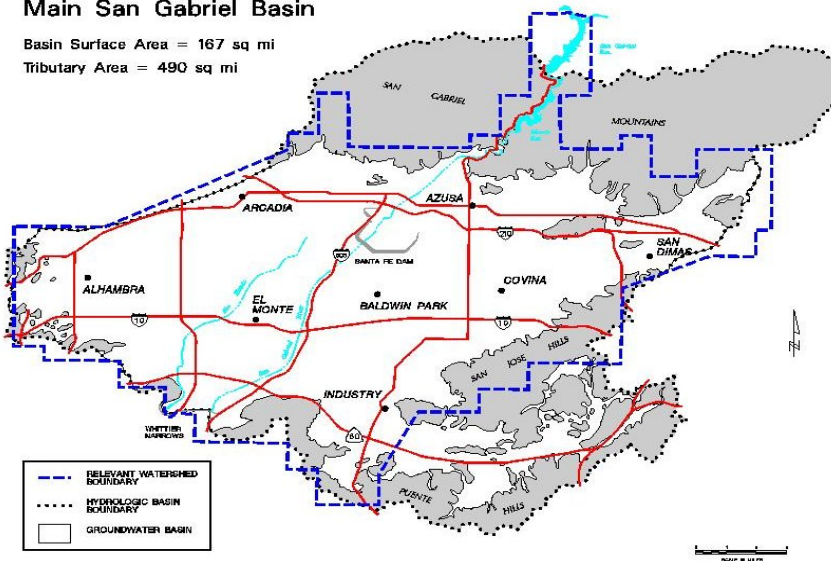 Main San Gabriel Basin
Basin Surface Area = 167 sq mi
Tributary Area = 490 sq mi
SAN GABRIEL
MOUNTAINS
ARCADIA
AZUSA
210
605
SANTA FE DAM
SAN
DIMAS
ALHAMBRA
EL
MONTE
BALDWIN PARK
COVINA
10
10
SAN JOSE HILLS
INDUSTRY
WHITTIER
NARROWS
60
PUENTE
HILLS
RELEVANT WATERSHED
BOUNDARY
HYDROLOGIC BASIN
BOUNDARY
GROUNDWATER BASIN